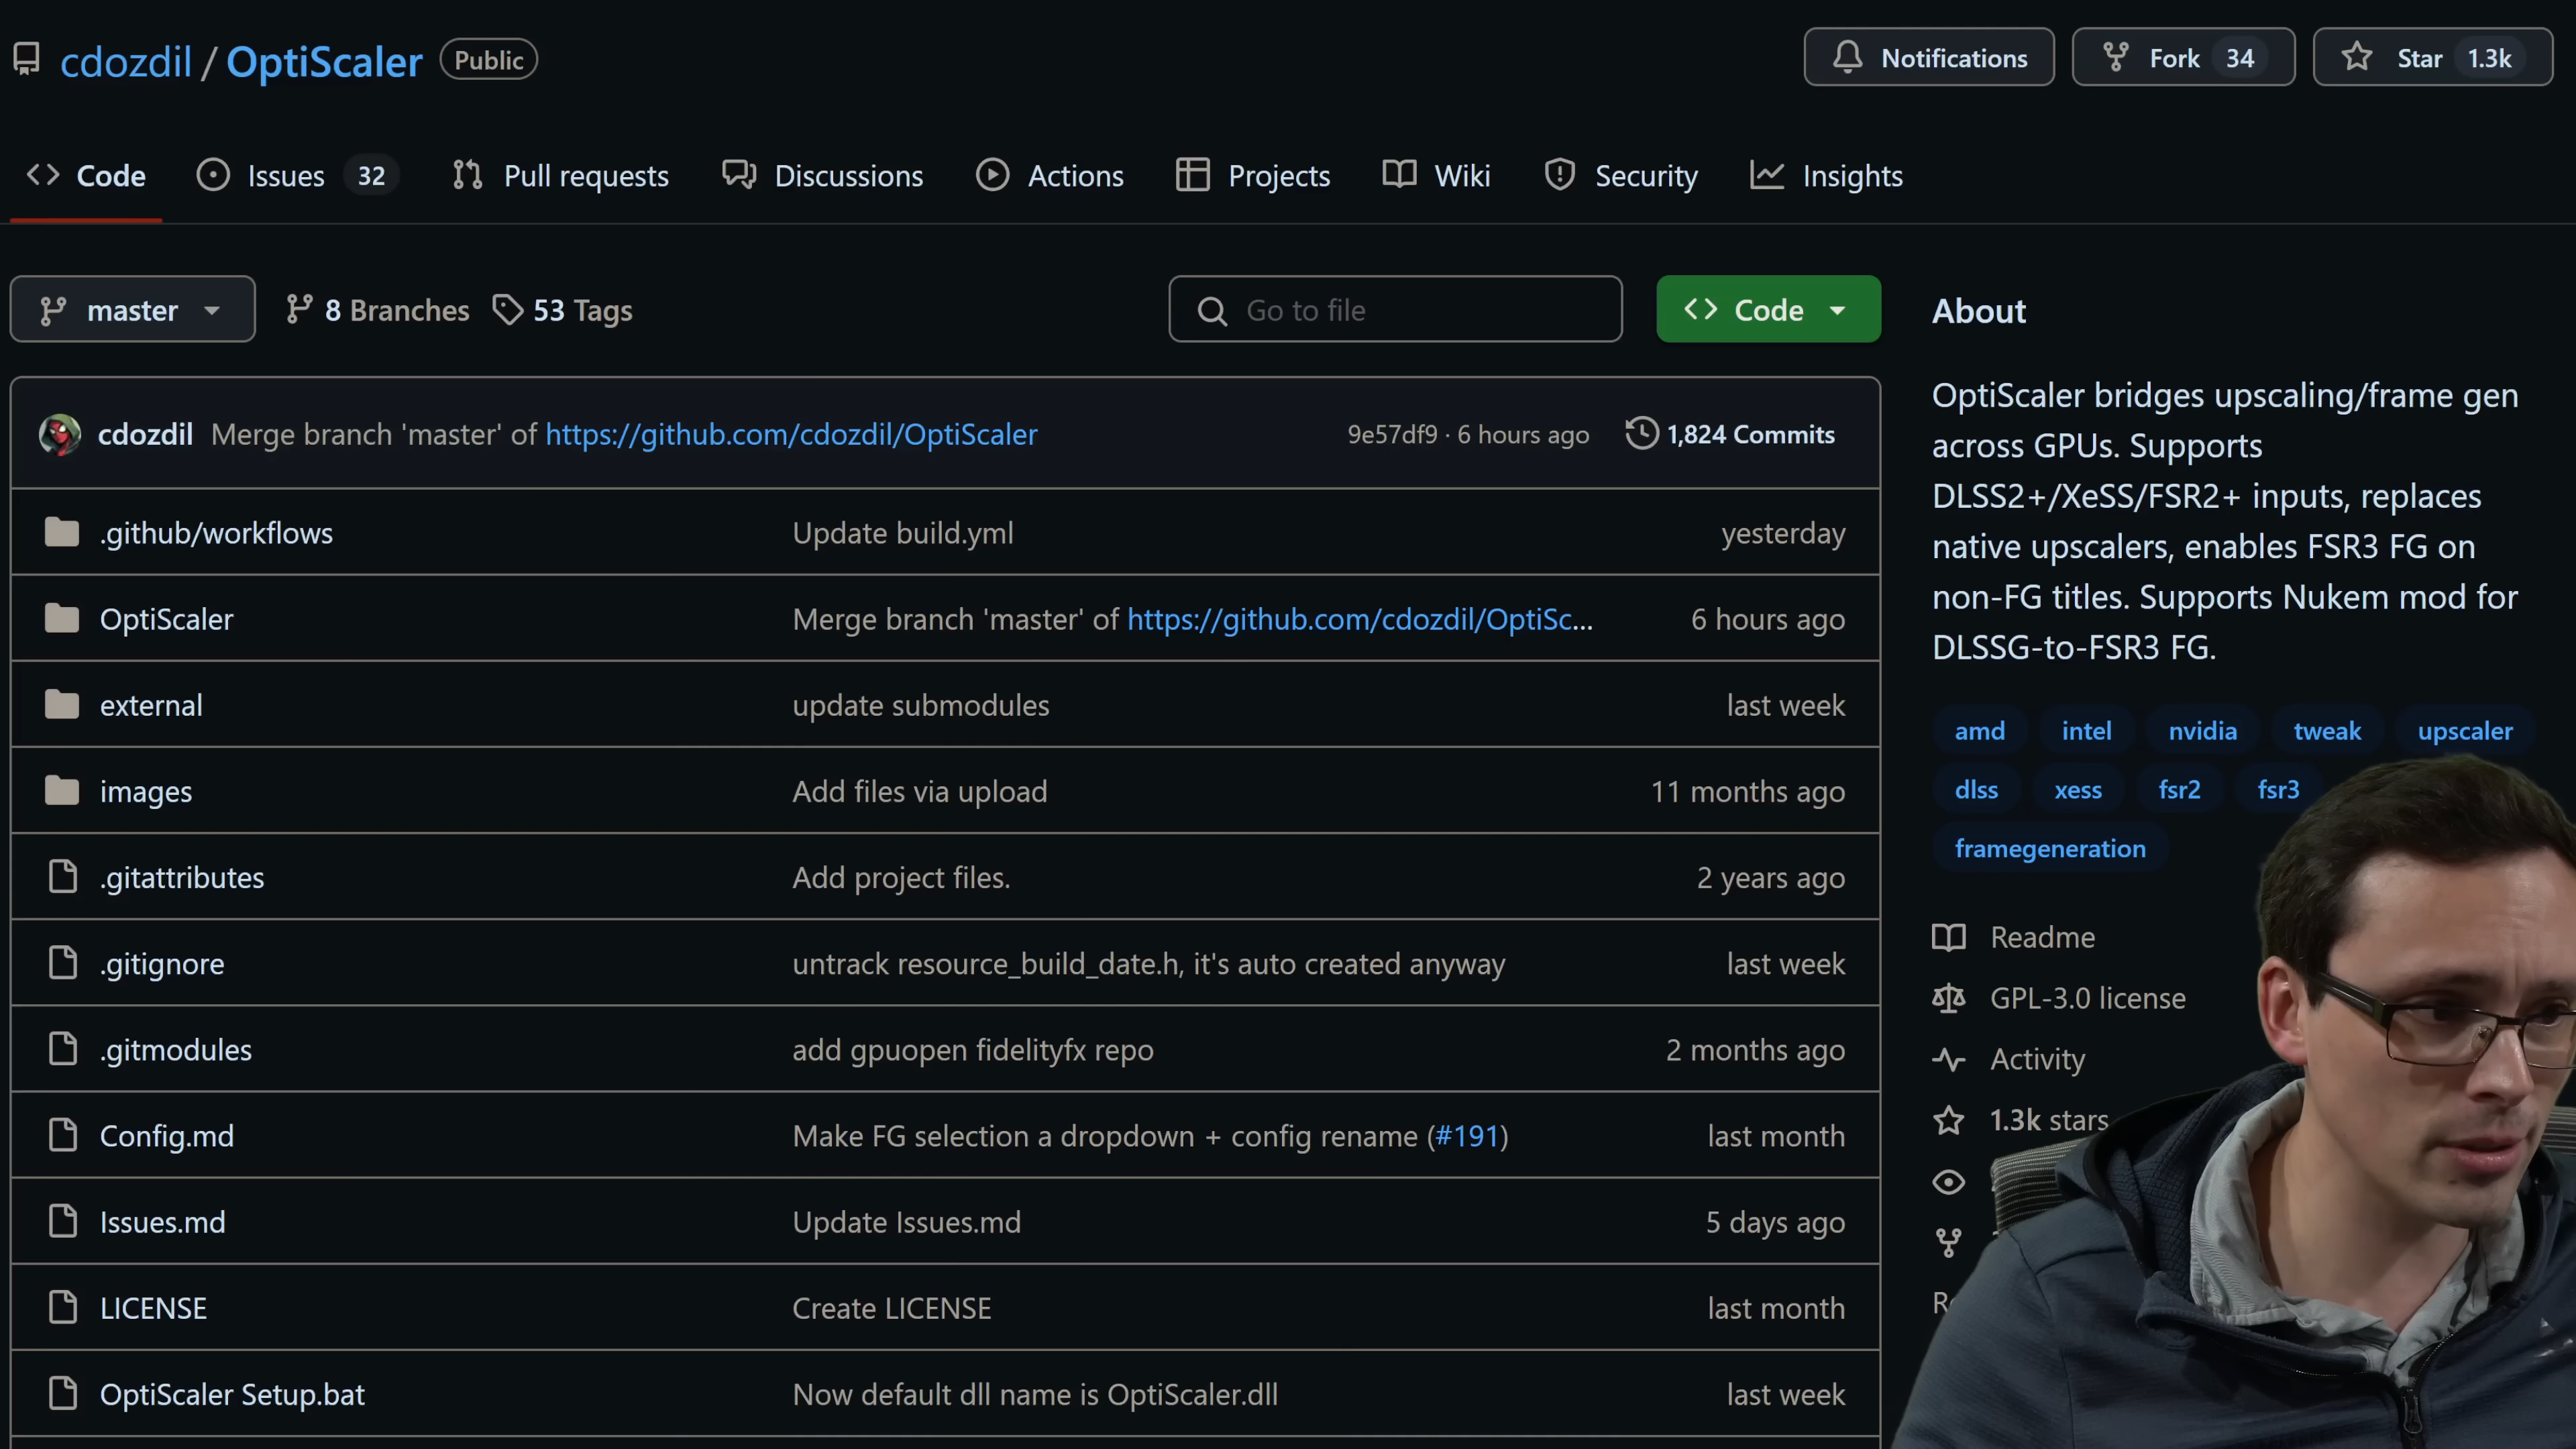 cdozdil / OptiScaler Public
Notifications Fork 34 Star 1.3k
Code Issues 32 Pull requests Discussions Actions Projects Wiki Security Insights
master 8 Branches 53 Tags Go to file Code
cdozdil Merge branch 'master' of https://github.com/cdozdil/OptiScaler 9e57df9 · 6 hours ago 1,824 Commits
.github/workflows Update build.yml yesterday
OptiScaler Merge branch 'master' of https://github.com/cdozdil/OptiSc... 6 hours ago
external update submodules last week
images Add files via upload 11 months ago
.gitattributes Add project files. 2 years ago
.gitignore untrack resource_build_date.h, it's auto created anyway last week
.gitmodules add gpuopen fidelityfx repo 2 months ago
Config.md Make FG selection a dropdown + config rename (#191) last month
Issues.md Update Issues.md 5 days ago
LICENSE Create LICENSE last month
OptiScaler Setup.bat Now default dll name is OptiScaler.dll last week
About
OptiScaler bridges upscaling/frame gen
across GPUs. Supports
DLSS2+/XeSS/FSR2+ inputs, replaces
native upscalers, enables FSR3 FG on
non-FG titles. Supports Nukem mod for
DLSSG-to-FSR3 FG.
amd intel nvidia tweak upscaler
dlss xess fsr2 fsr3
framegeneration
Readme
GPL-3.0 license
Activity
1.3k stars